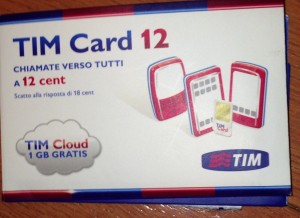 TIM Card 12
CHIAMATE VERSO TUTTI
A 12 cent
Scatto alla risposta di 18 cent
TIM Cloud
1 GB GRATIS
TIM